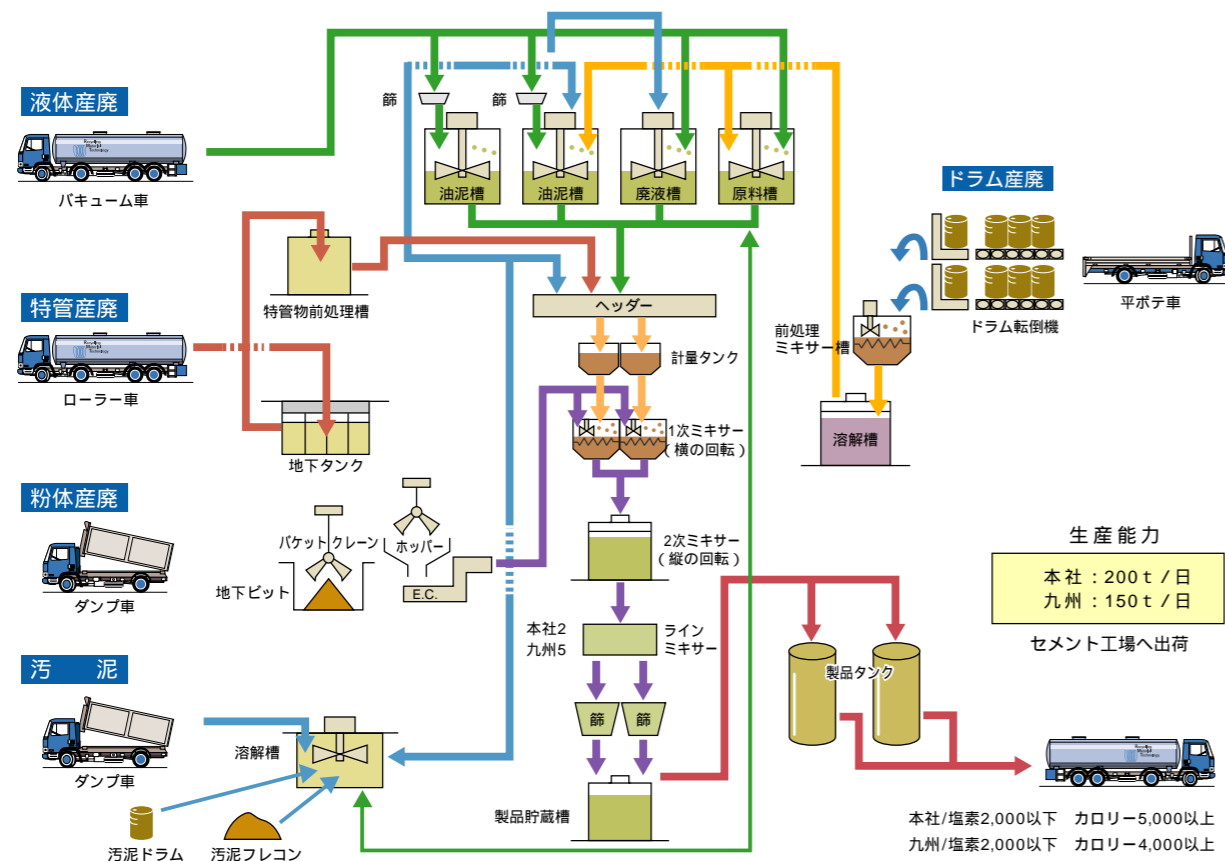 液体産廃
バキューム車
篩
篩
油泥槽
油泥槽
廃液槽
原料槽
ドラム産廃
ドラム転倒機
平ボデ車
特管産廃
ローラー車
特管物前処理槽
地下タンク
ヘッダー
計量タンク
1次ミキサー
(横の回転)
前処理
ミキサー槽
溶解槽
粉体産廃
ダンプ車
バケットクレーン
地下ピット
ホッパー
E.C.
2次ミキサー
(縦の回転)
本社2
九州5
ライン
ミキサー
篩
篩
製品貯蔵槽
製品タンク
生産能力
本社:200t/日
九州:150t/日
セメント工場へ出荷
汚 泥
ダンプ車
溶解槽
汚泥ドラム
汚泥フレコン
本社/塩素2,000以下 カロリー5,000以上
九州/塩素2,000以下 カロリー4,000以上